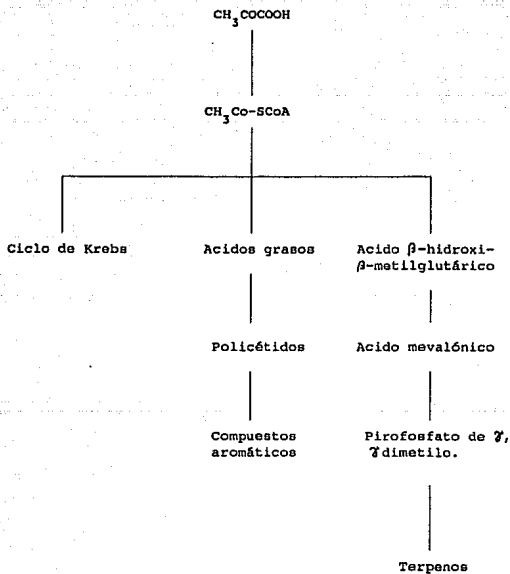 CH3COCOOH
CH3Co-SCoA
Ciclo de Krebs
Acidos grasos
Acido β-hidroxi-
β-metilglutárico
Policétidos
Acido mevalónico
Compuestos
aromáticos
Pirofosfato de γ,
γdimetilo.
Terpenos